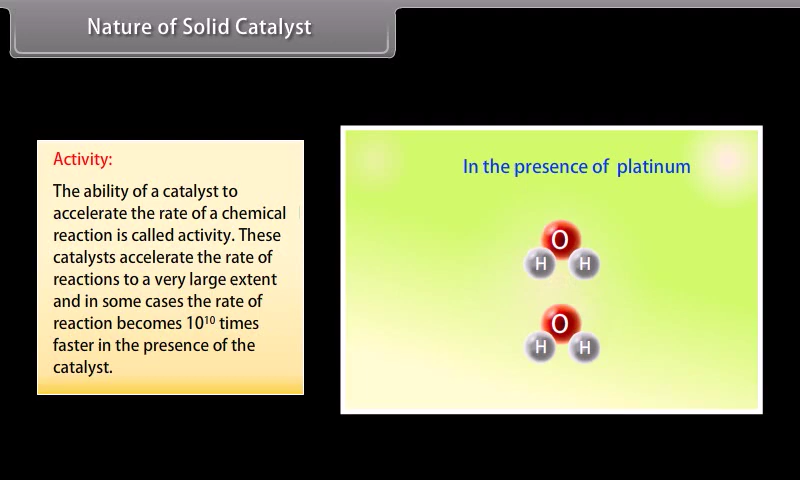 Nature of Solid Catalyst
Activity:
The ability of a catalyst to
accelerate the rate of a chemical
reaction is called activity. These
catalysts accelerate the rate of
reactions to a very large extent
and in some cases the rate of
reaction becomes 10¹⁰ times
faster in the presence of the
catalyst.
In the presence of platinum
O
H H
O
H H